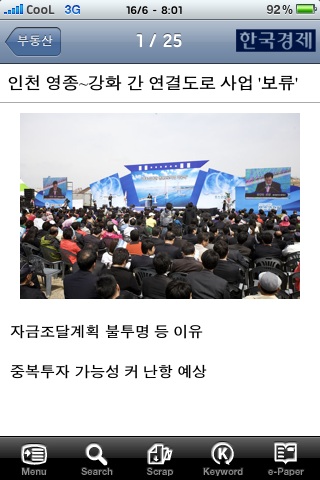 CooL 3G 16/6 - 8:01 92%
부동산 1 / 25 한국경제
인천 영종~강화 간 연결도로 사업 '보류'
자금조달계획 불투명 등 이유
중복투자 가능성 커 난항 예상
Menu Search Scrap Keyword e-Paper